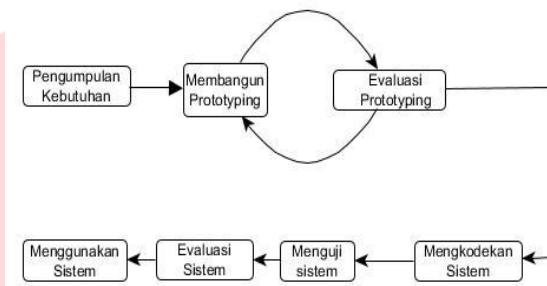 Pengumpulan
Kebutuhan
Membangun
Prototyping
Evaluasi
Prototyping
Mengkodekan
Sistem
Menguji
sistem
Evaluasi
Sistem
Menggunakan
Sistem